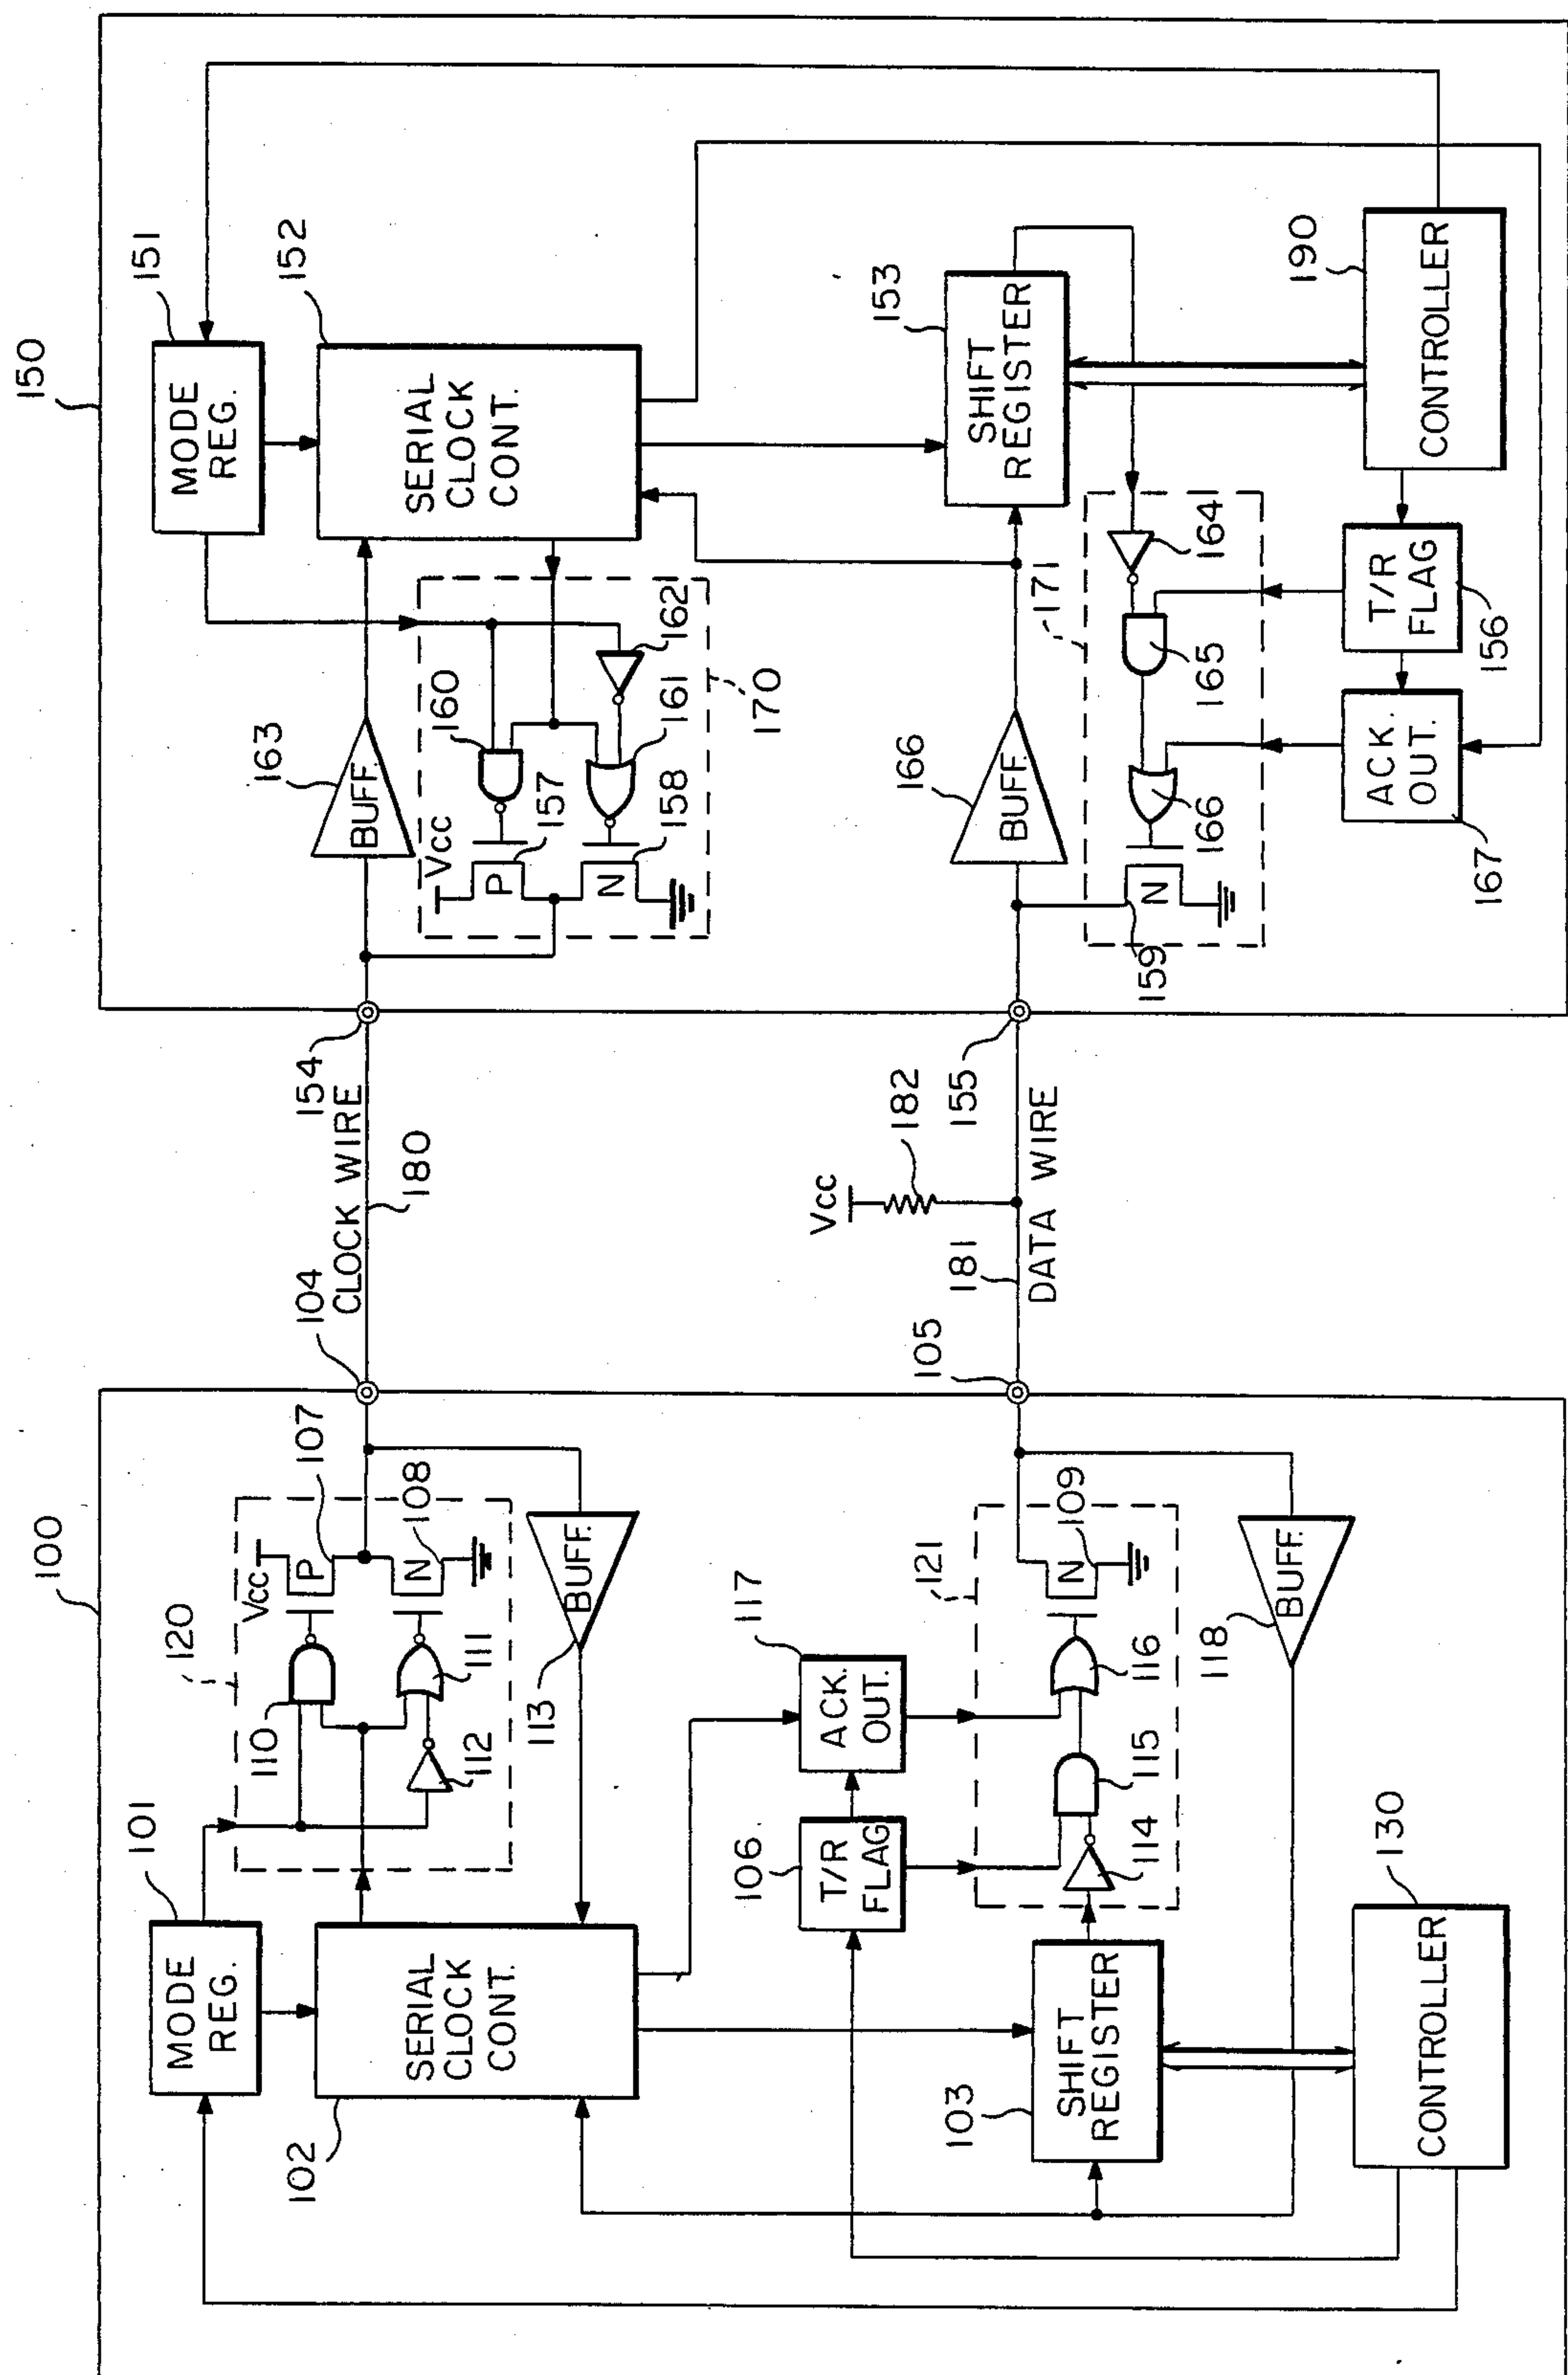 100
101
MODE
REG.
102
SERIAL
CLOCK
CONT.
120
110
111
112
Vcc
P
107
N
108
113
BUFF.
104
CLOCK WIRE
180
154
106
T/R
FLAG
117
ACK.
OUT.
103
SHIFT
REGISTER
121
114
115
116
N
109
118
BUFF.
130
CONTROLLER
105
181
DATA WIRE
Vcc
182
155
150
151
MODE
REG.
152
SERIAL
CLOCK
CONT.
163
BUFF.
Vcc
P
157
N
158
160
161
162
170
153
SHIFT
REGISTER
166
BUFF.
171
159
N
166
165
164
167
ACK.
OUT.
T/R
FLAG
156
190
CONTROLLER